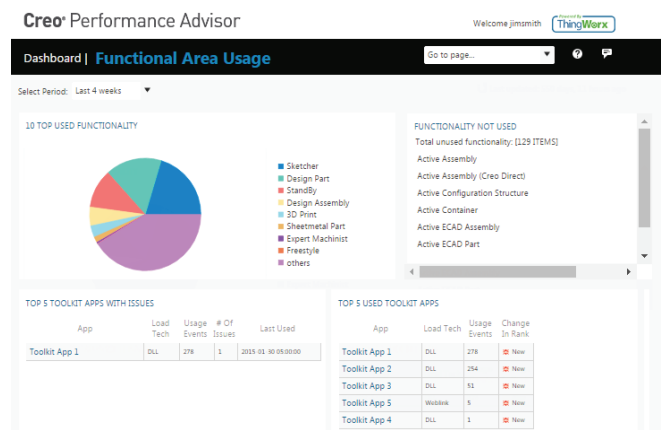 Creo® Performance Advisor
Welcome jimsmith
Powered By
ThingWorx
Dashboard | Functional Area Usage
Go to page...
Select Period: Last 4 weeks
10 TOP USED FUNCTIONALITY
Sketcher
Design Part
StandBy
Design Assembly
3D Print
Sheetmetal Part
Expert Machinist
Freestyle
others
FUNCTIONALITY NOT USED
Total unused functionality: [129 ITEMS]
Active Assembly
Active Assembly (Creo Direct)
Active Configuration Structure
Active Container
Active ECAD Assembly
Active ECAD Part
TOP 5 TOOLKIT APPS WITH ISSUES
App Load Tech Usage Events # Of Issues Last Used
Toolkit App 1 DLL 278 1 2015-01-30 05:00:00
TOP 5 USED TOOLKIT APPS
App Load Tech Usage Events Change In Rank
Toolkit App 1 DLL 278 New
Toolkit App 2 DLL 254 New
Toolkit App 3 DLL 51 New
Toolkit App 5 Weblink 5 New
Toolkit App 4 DLL 1 New